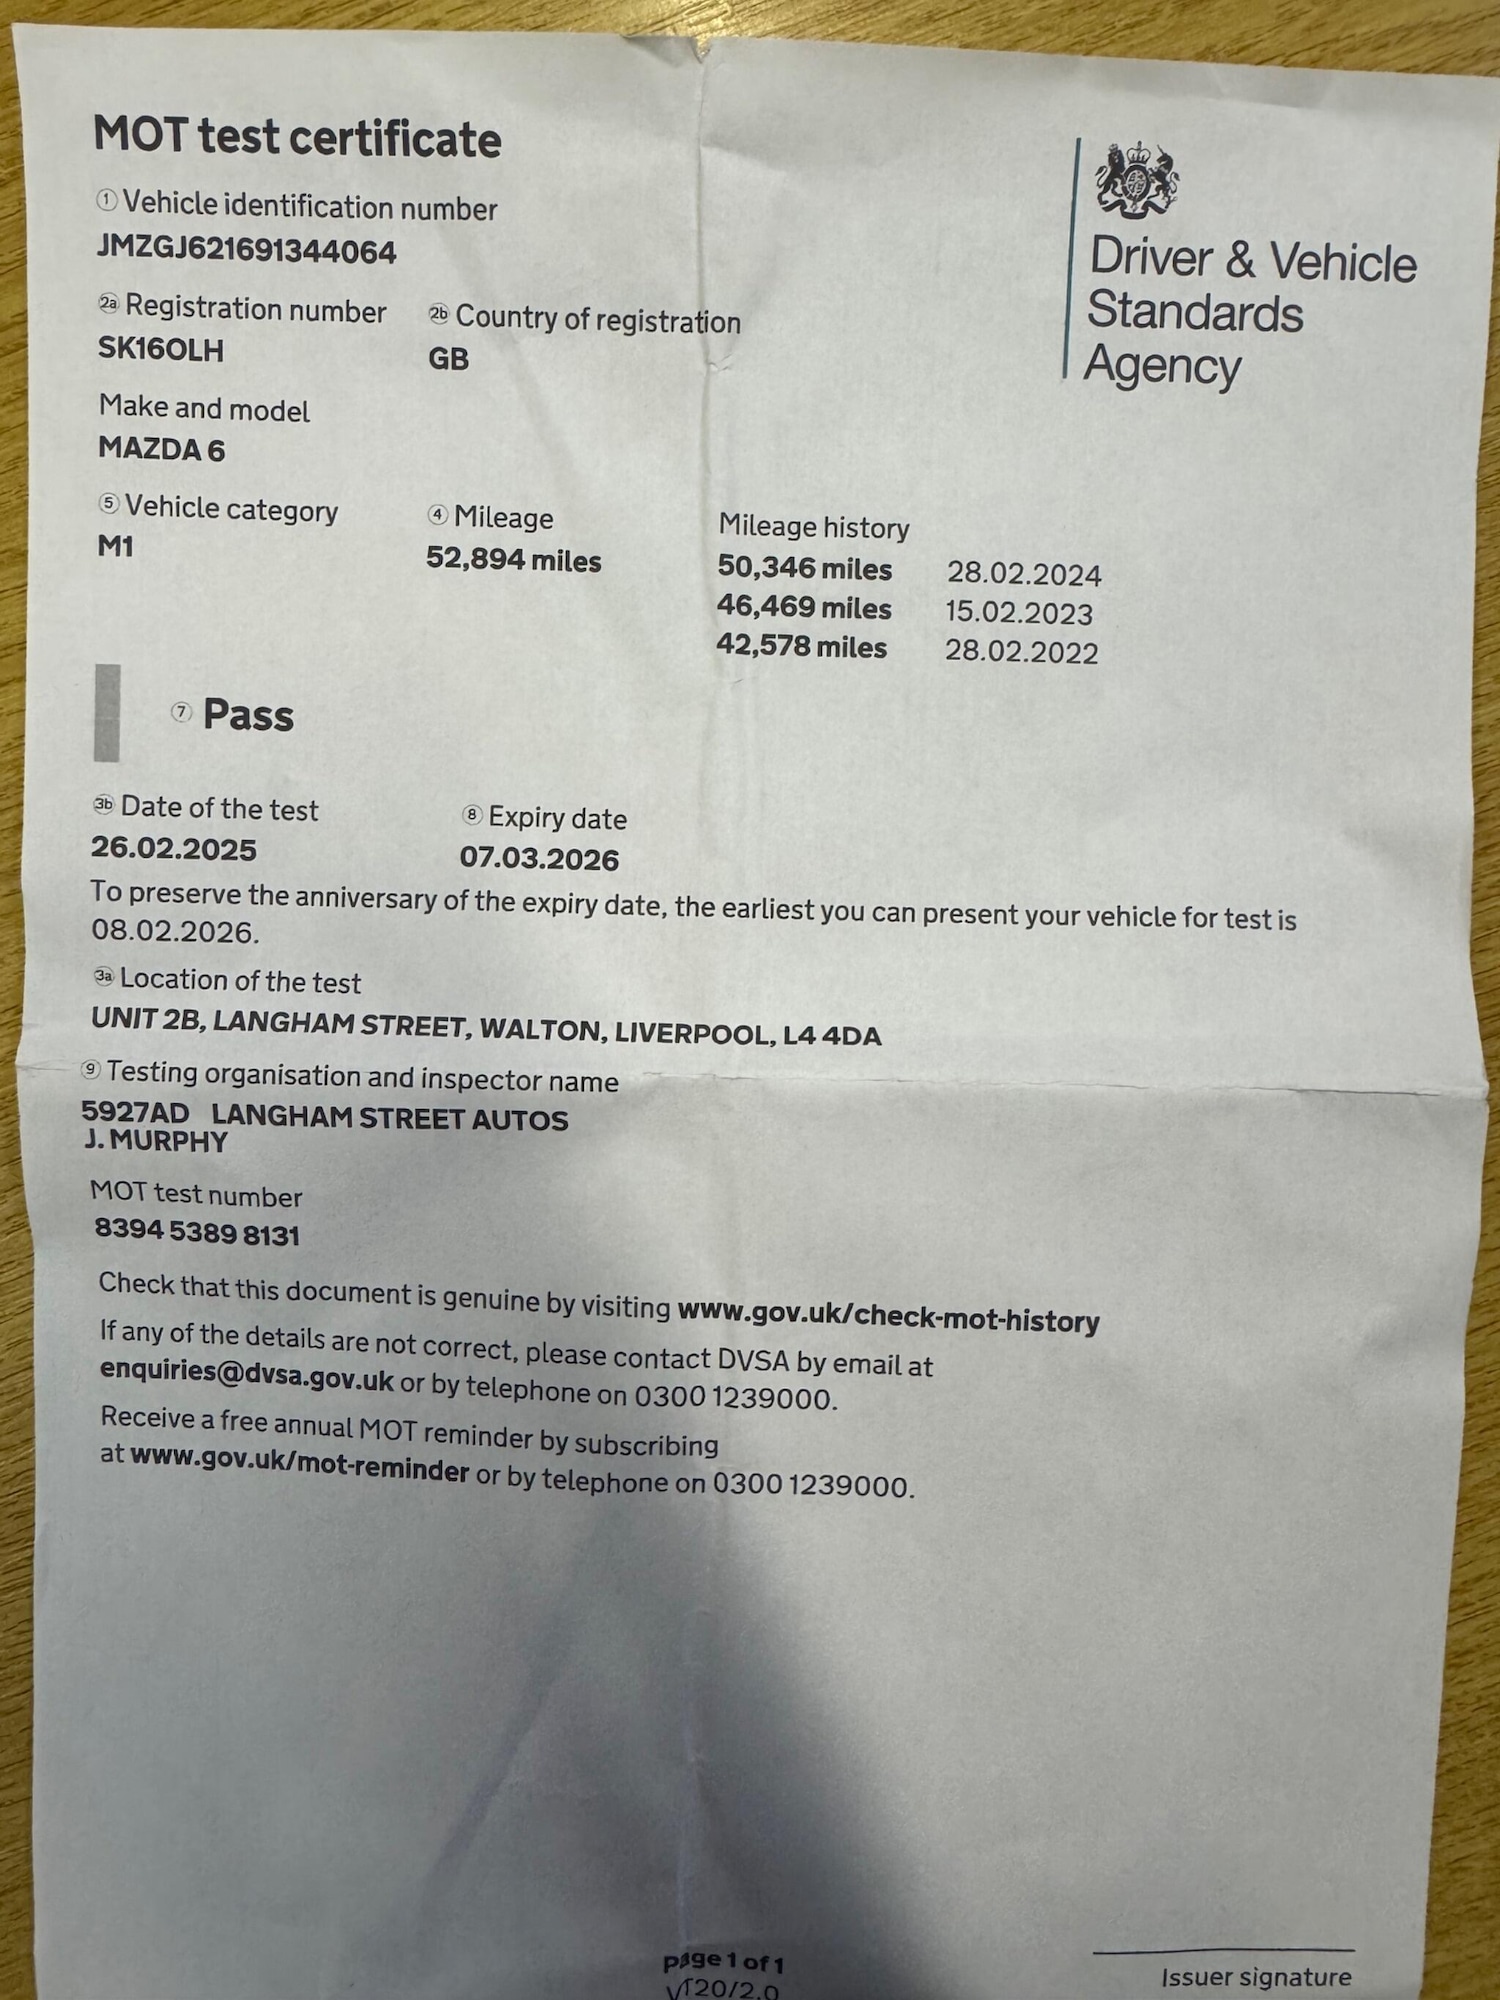 MOT test certificate
① Vehicle identification number
JMZGJ621691344064
2a Registration number 2b Country of registration
SK16OLH GB
Make and model
MAZDA 6
⑤ Vehicle category ④ Mileage Mileage history
M1 52,894 miles 50,346 miles 28.02.2024
46,469 miles 15.02.2023
42,578 miles 28.02.2022
Driver & Vehicle
Standards
Agency
⑦ Pass
3b Date of the test ⑧ Expiry date
26.02.2025 07.03.2026
To preserve the anniversary of the expiry date, the earliest you can present your vehicle for test is
08.02.2026.
3a Location of the test
UNIT 2B, LANGHAM STREET, WALTON, LIVERPOOL, L4 4DA
⑨ Testing organisation and inspector name
5927AD LANGHAM STREET AUTOS
J. MURPHY
MOT test number
8394 5389 8131
Check that this document is genuine by visiting www.gov.uk/check-mot-history
If any of the details are not correct, please contact DVSA by email at
enquiries@dvsa.gov.uk or by telephone on 0300 1239000.
Receive a free annual MOT reminder by subscribing
at www.gov.uk/mot-reminder or by telephone on 0300 1239000.
page 1 of 1
VT20/2.0
Issuer signature